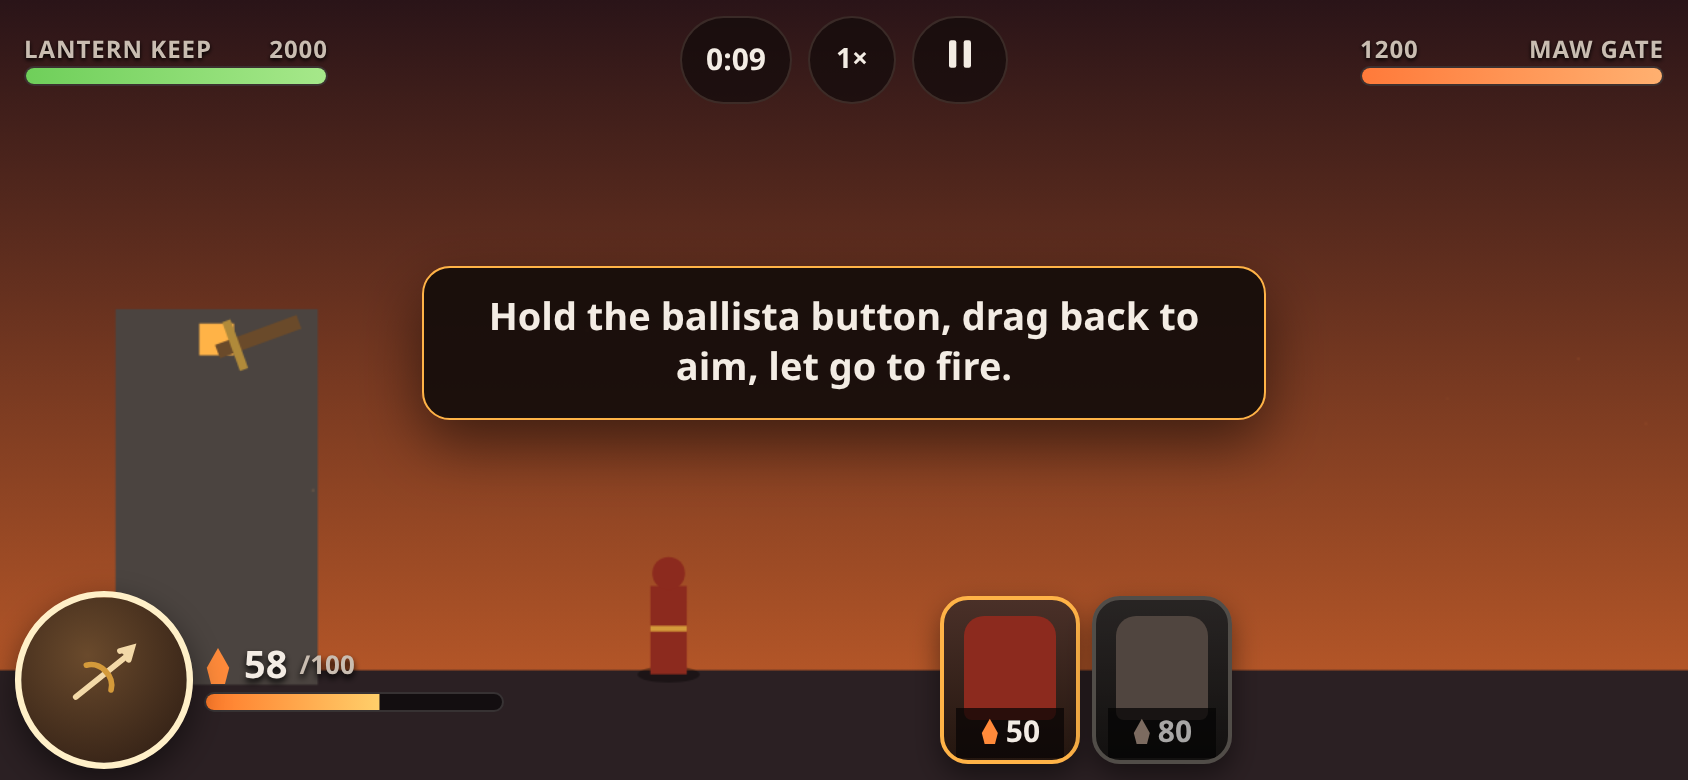 LANTERN KEEP 2000
0:09
1×
1200 MAW GATE
Hold the ballista button, drag back to
aim, let go to fire.
58 /100
50
80